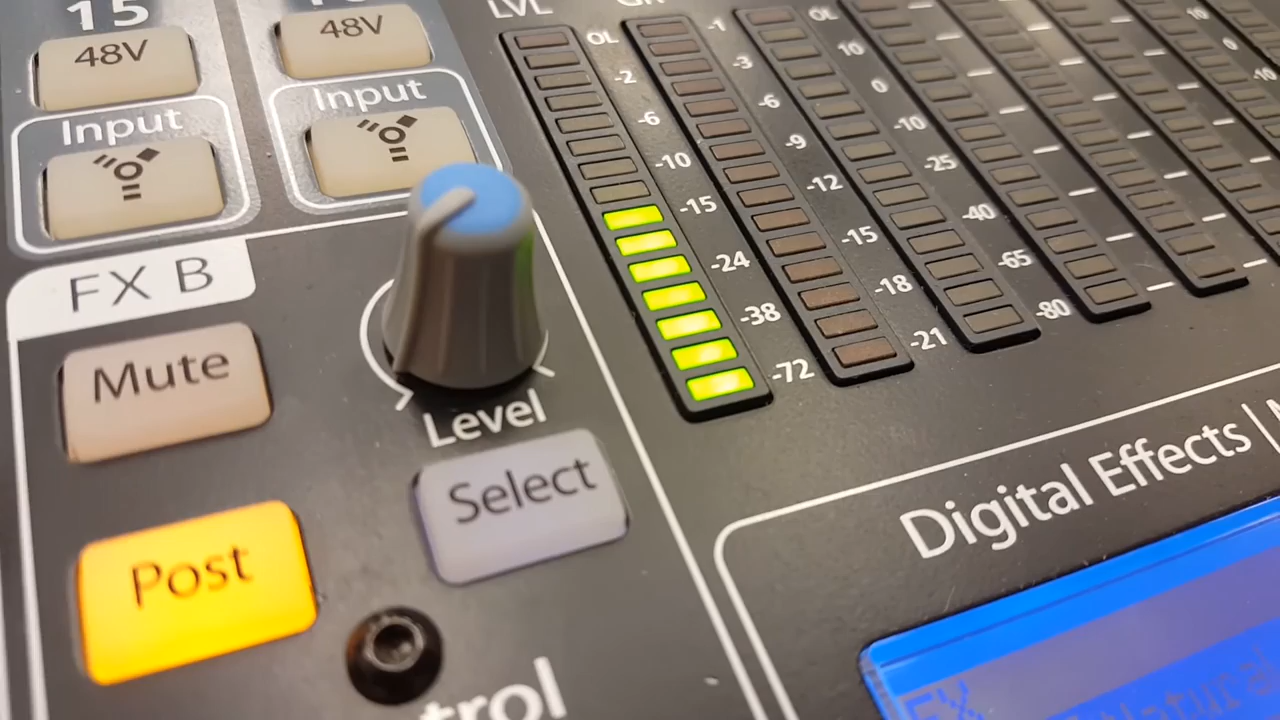 15
48V
48V
Input
Input
FX B
Mute
Level
Select
Post
LVL
OL
-2
-6
-10
-15
-24
-38
-72
-1
-3
-6
-9
-12
-15
-18
-21
OL
10
0
-10
-25
-40
-65
-80
10
0
-10
Digital Effects |
FX
Natural